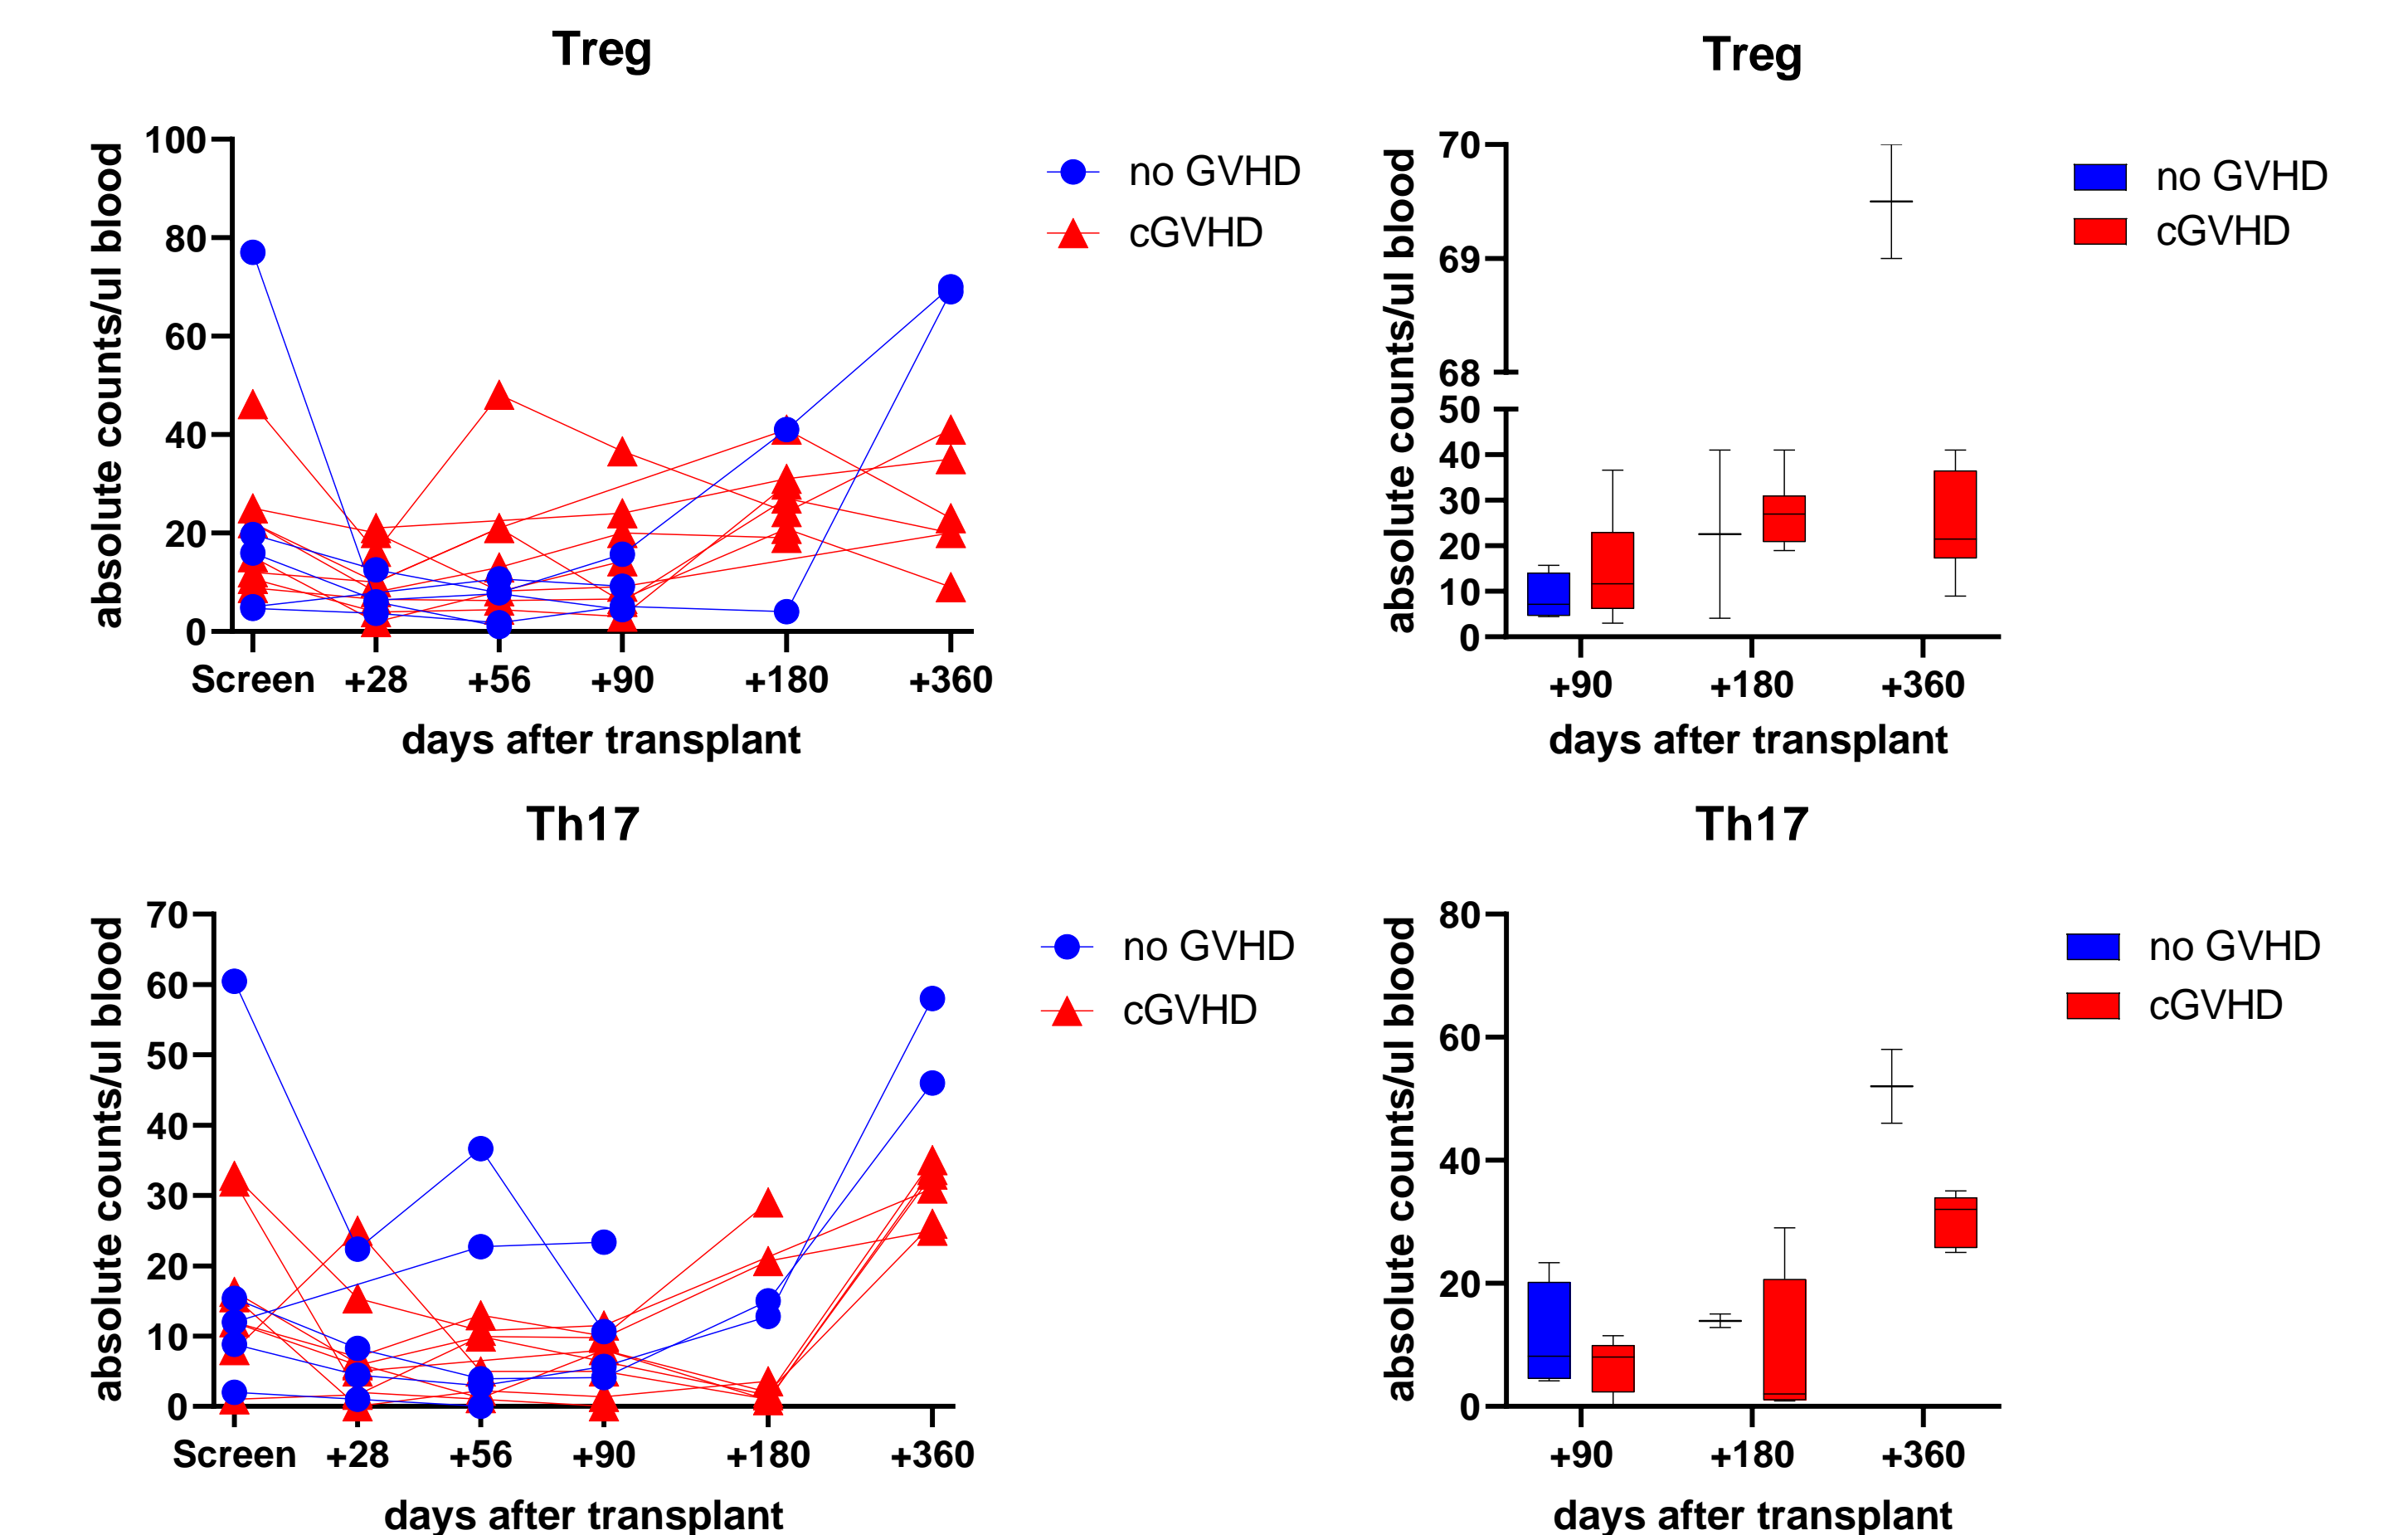 Treg
absolute counts/ul blood
100
80
60
40
20
0
Screen +28 +56 +90 +180 +360
days after transplant
no GVHD
cGVHD
Treg
absolute counts/ul blood
70
69
68
50
40
30
20
10
0
+90 +180 +360
days after transplant
no GVHD
cGVHD
Th17
absolute counts/ul blood
70
60
50
40
30
20
10
0
Screen +28 +56 +90 +180 +360
days after transplant
no GVHD
cGVHD
Th17
absolute counts/ul blood
80
60
40
20
0
+90 +180 +360
days after transplant
no GVHD
cGVHD